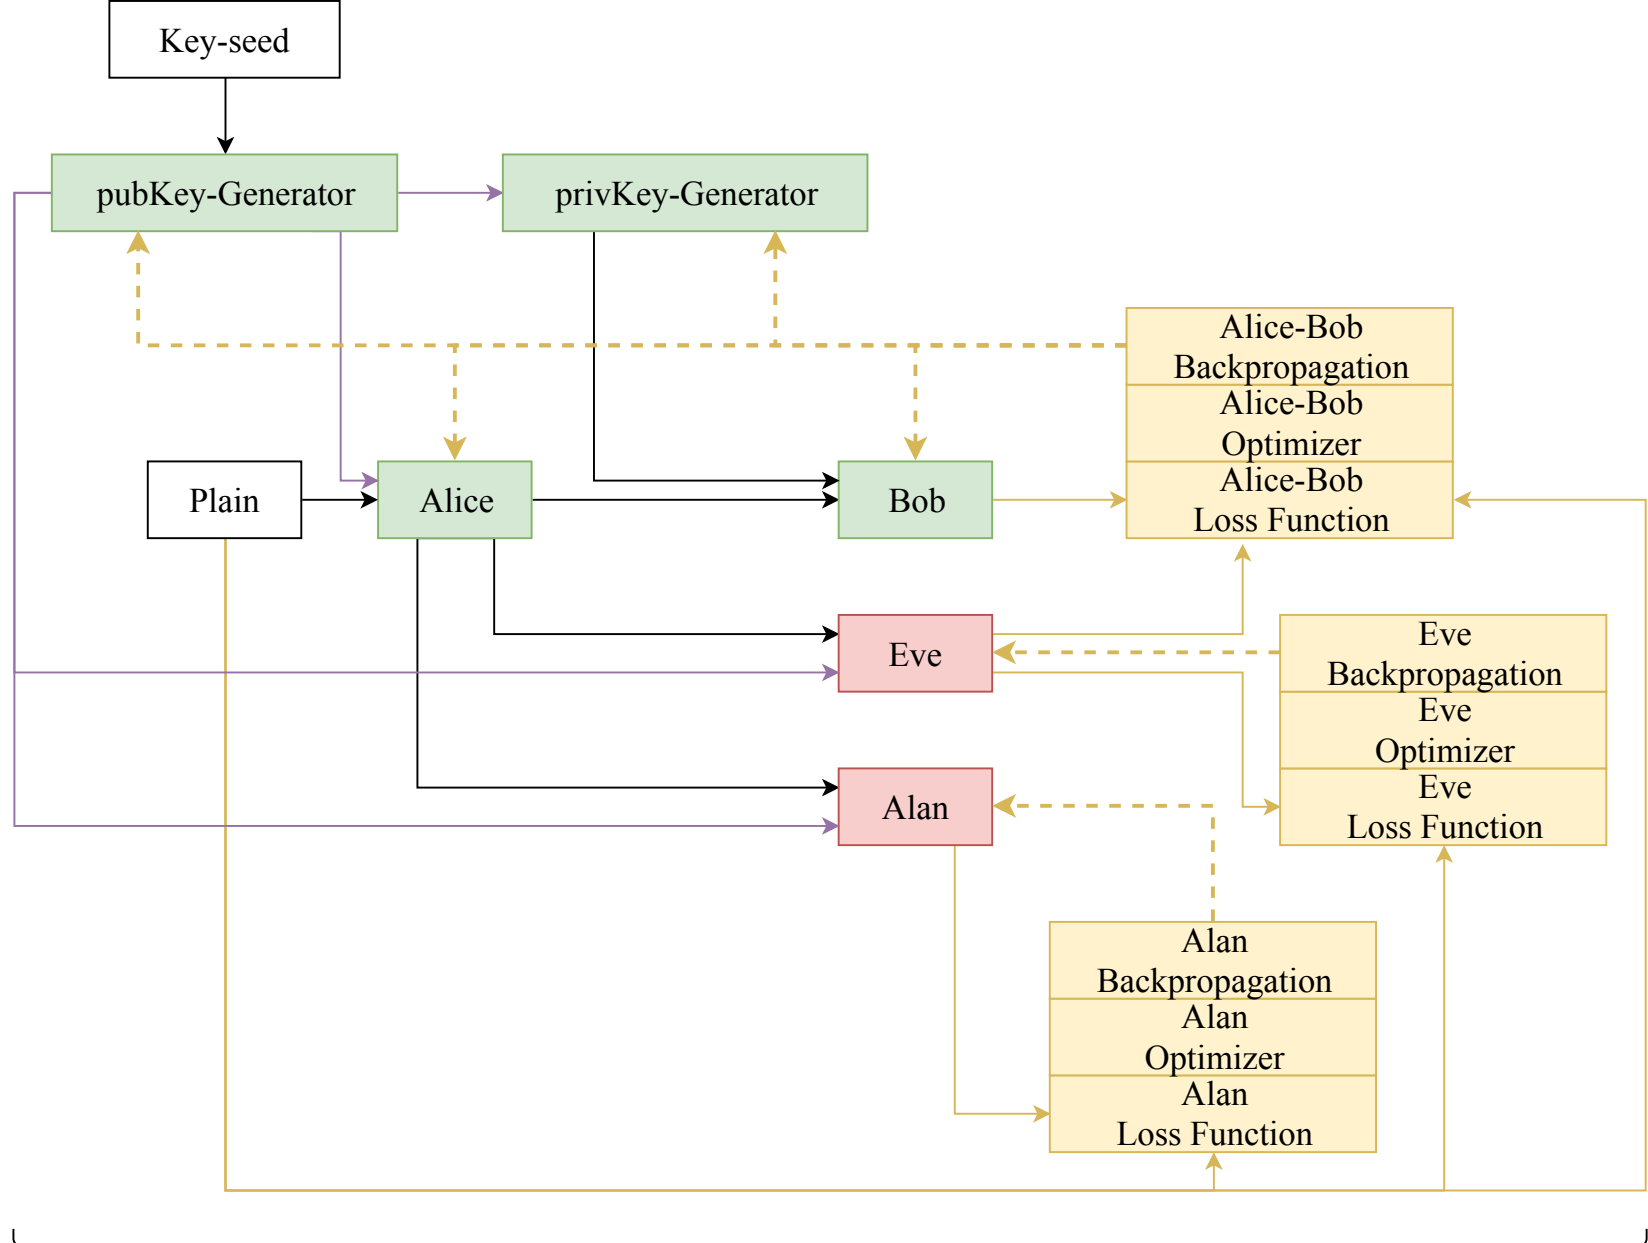 Key-seed
pubKey-Generator
privKey-Generator
Alice-Bob
Backpropagation
Alice-Bob
Optimizer
Alice-Bob
Loss Function
Plain
Alice
Bob
Eve
Eve
Backpropagation
Eve
Optimizer
Eve
Loss Function
Alan
Alan
Backpropagation
Alan
Optimizer
Alan
Loss Function